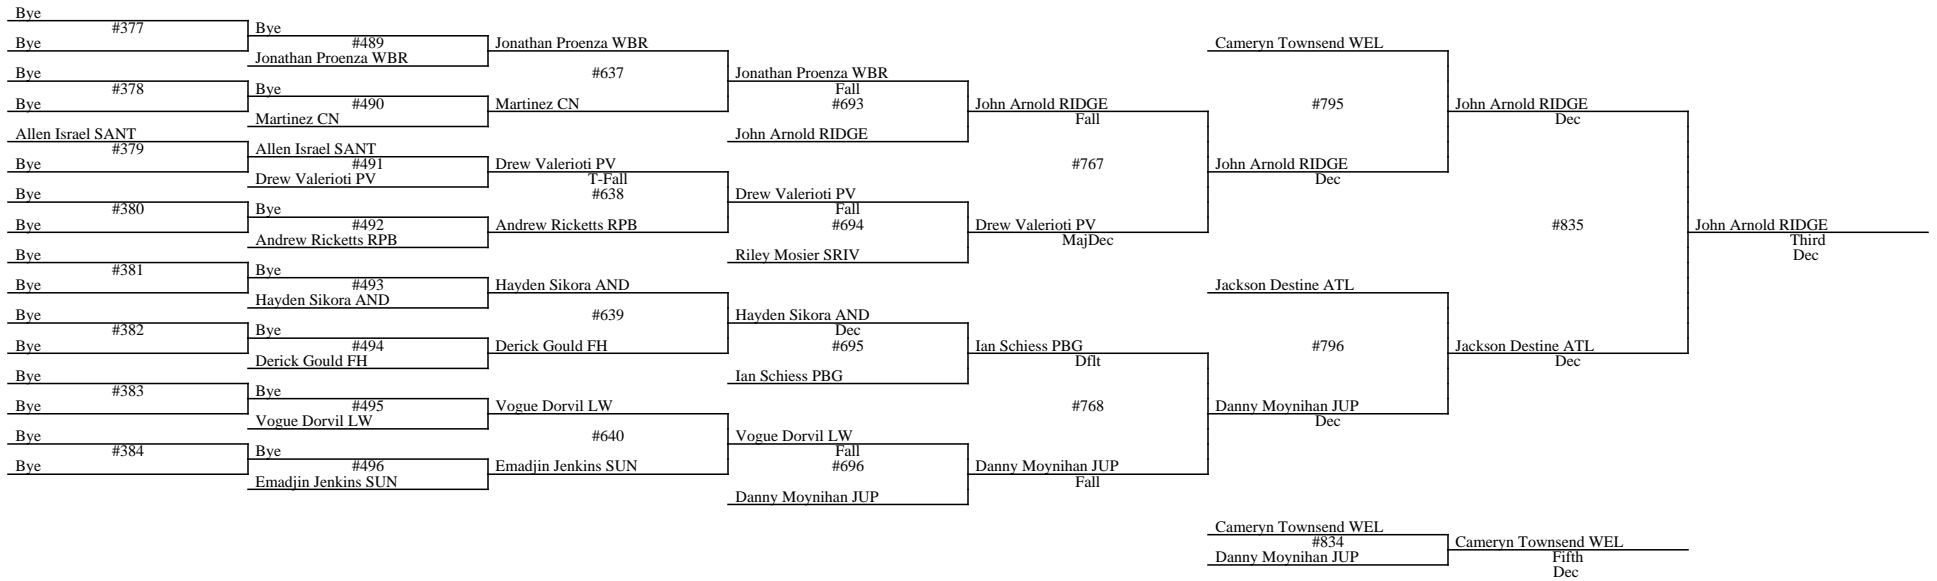 Bye
#377
Bye
Bye
#378
Bye
Allen Israel SANT
#379
Bye
Bye
#380
Bye
Bye
#381
Bye
Bye
#382
Bye
Bye
#383
Bye
Bye
#384
Bye
Bye
#489
Jonathan Proenza WBR
Bye
#490
Martinez CN
Allen Israel SANT
#491
Drew Valerioti PV
Bye
#492
Andrew Ricketts RPB
Bye
#493
Hayden Sikora AND
Bye
#494
Derick Gould FH
Bye
#495
Vogue Dorvil LW
Bye
#496
Emadjin Jenkins SUN
Jonathan Proenza WBR
#637
Martinez CN
Drew Valerioti PV
T-Fall
#638
Andrew Ricketts RPB
Hayden Sikora AND
#639
Derick Gould FH
Vogue Dorvil LW
#640
Emadjin Jenkins SUN
Jonathan Proenza WBR
Fall
#693
John Arnold RIDGE
Drew Valerioti PV
Fall
#694
Riley Mosier SRIV
Hayden Sikora AND
Dec
#695
Ian Schiess PBG
Vogue Dorvil LW
Fall
#696
Danny Moynihan JUP
John Arnold RIDGE
Fall
#767
Drew Valerioti PV
MajDec
Ian Schiess PBG
Dflt
#768
Danny Moynihan JUP
Fall
Cameryn Townsend WEL
#795
John Arnold RIDGE
Dec
Jackson Destine ATL
#796
Danny Moynihan JUP
Dec
Cameryn Townsend WEL
#834
Danny Moynihan JUP
John Arnold RIDGE
Dec
#835
Jackson Destine ATL
Dec
Cameryn Townsend WEL
Fifth
Dec
John Arnold RIDGE
Third
Dec